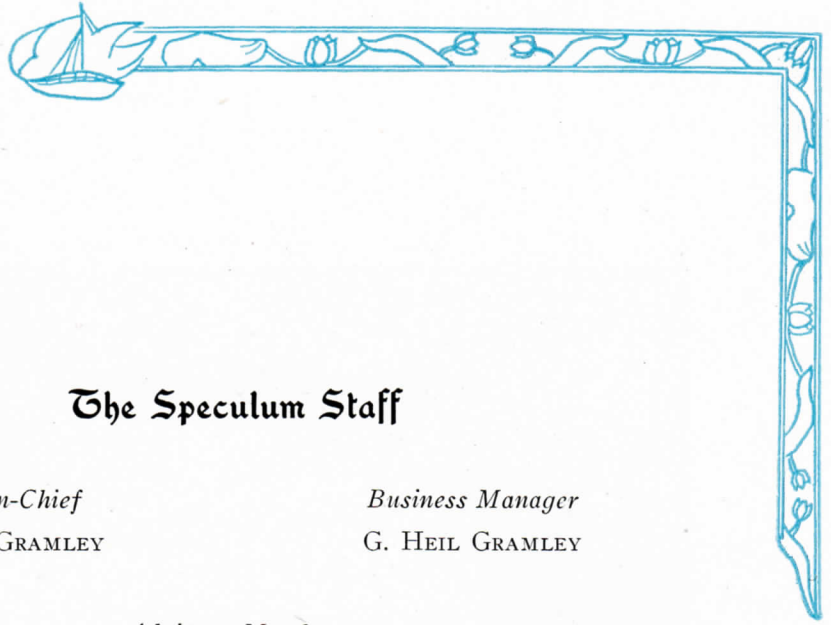 The Speculum Staff
n-Chief Business Manager
GRAMLEY G. HEIL GRAMLEY